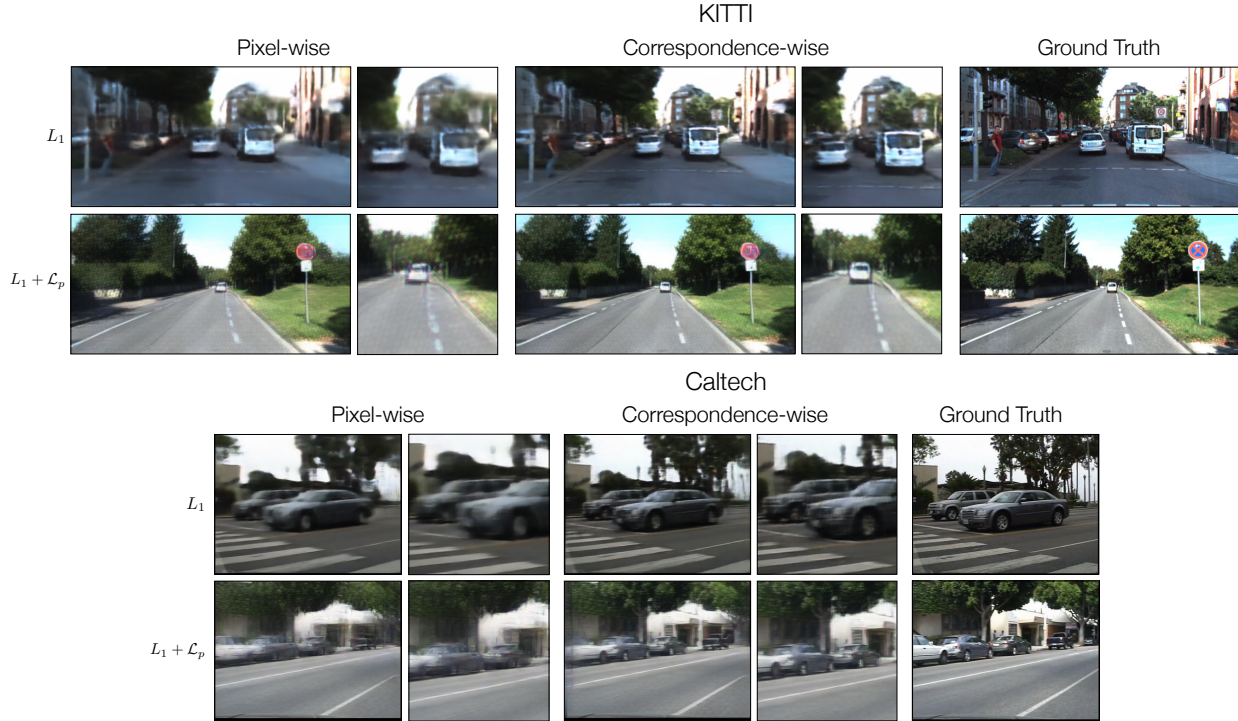 KITTI
Pixel-wise Correspondence-wise Ground Truth
L₁
L₁ + 𝓛ₚ
Caltech
Pixel-wise Correspondence-wise Ground Truth
L₁
L₁ + 𝓛ₚ